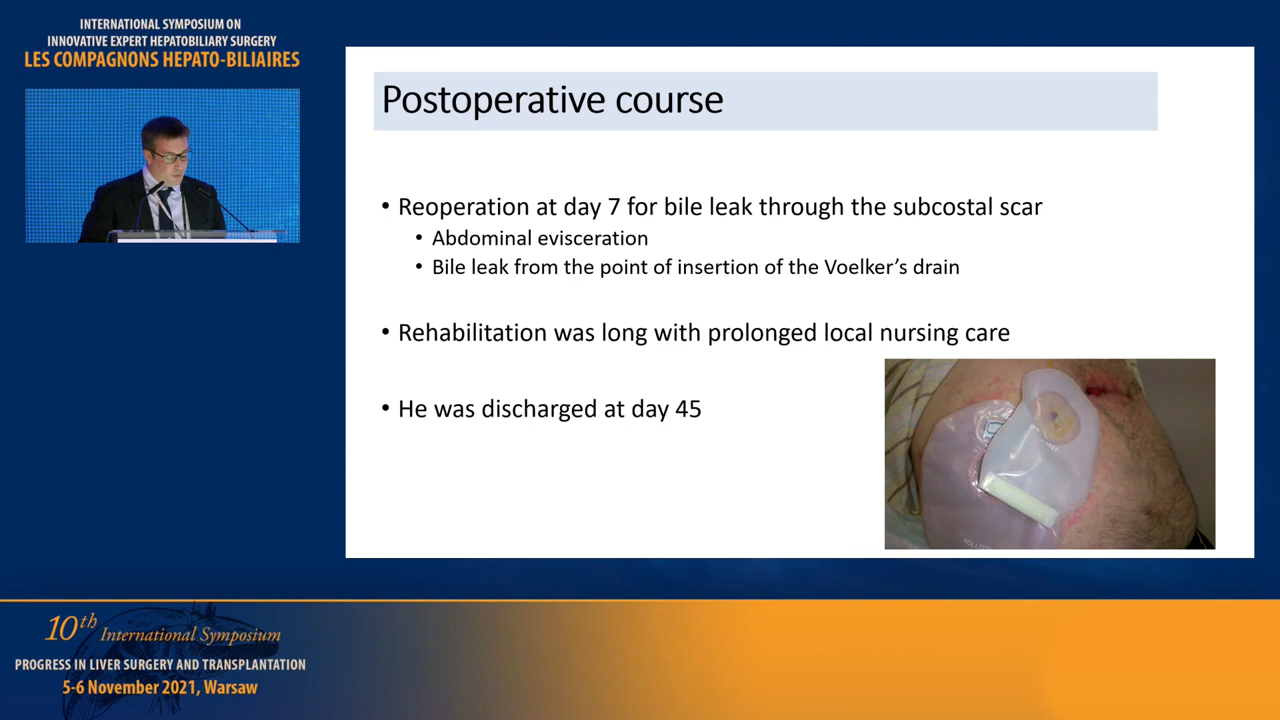 INTERNATIONAL SYMPOSIUM ON
INNOVATIVE EXPERT HEPATOBILIARY SURGERY
LES COMPAGNONS HEPATO-BILIAIRES
Postoperative course
• Reoperation at day 7 for bile leak through the subcostal scar
• Abdominal evisceration
• Bile leak from the point of insertion of the Voelker’s drain
• Rehabilitation was long with prolonged local nursing care
• He was discharged at day 45
10th International Symposium
PROGRESS IN LIVER SURGERY AND TRANSPLANTATION
5-6 November 2021, Warsaw